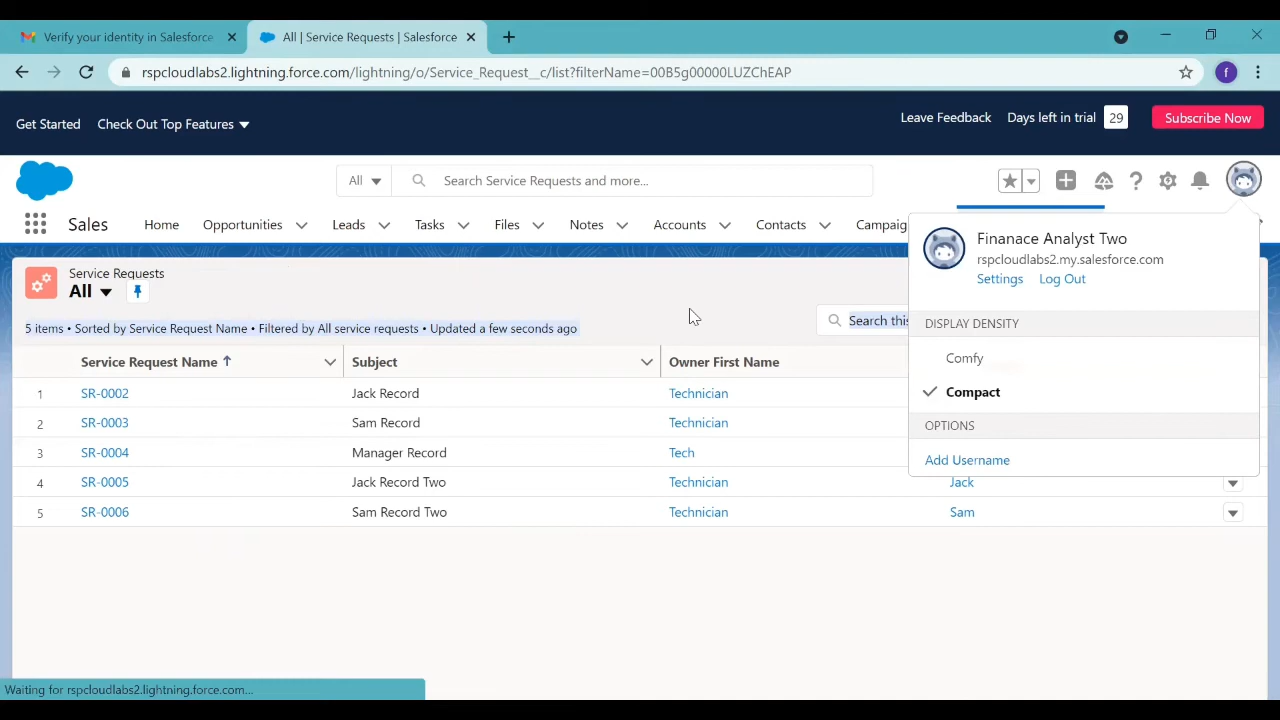 Verify your identity in Salesforce
All | Service Requests | Salesforce
rspcloudlabs2.lightning.force.com/lightning/o/Service_Request__c/list?filterName=00B5g00000LUZChEAP
f
Get Started
Check Out Top Features
Leave Feedback
Days left in trial 29
Subscribe Now
All
Search Service Requests and more...
Sales
Home
Opportunities
Leads
Tasks
Files
Notes
Accounts
Contacts
Campaig
Finanace Analyst Two
rspcloudlabs2.my.salesforce.com
Settings Log Out
DISPLAY DENSITY
Comfy
Compact
OPTIONS
Add Username
Service Requests
All
5 items • Sorted by Service Request Name • Filtered by All service requests • Updated a few seconds ago
Search this
Service Request Name Subject Owner First Name
1 SR-0002 Jack Record Technician
2 SR-0003 Sam Record Technician
3 SR-0004 Manager Record Tech
4 SR-0005 Jack Record Two Technician Jack
5 SR-0006 Sam Record Two Technician Sam
Waiting for rspcloudlabs2.lightning.force.com...